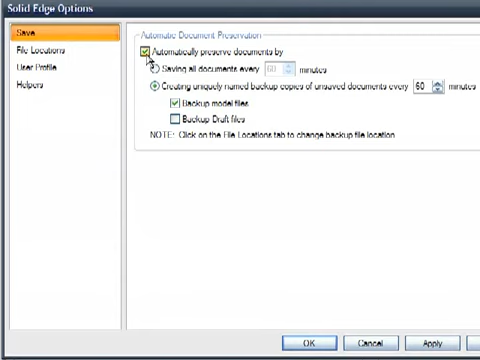 Solid Edge Options
Save
File Locations
User Profile
Helpers
Automatic Document Preservation
Automatically preserve documents by
Saving all documents every 60 minutes
Creating uniquely named backup copies of unsaved documents every 60 minutes
Backup model files
Backup Draft files
NOTE: Click on the File Locations tab to change backup file location
OK Cancel Apply